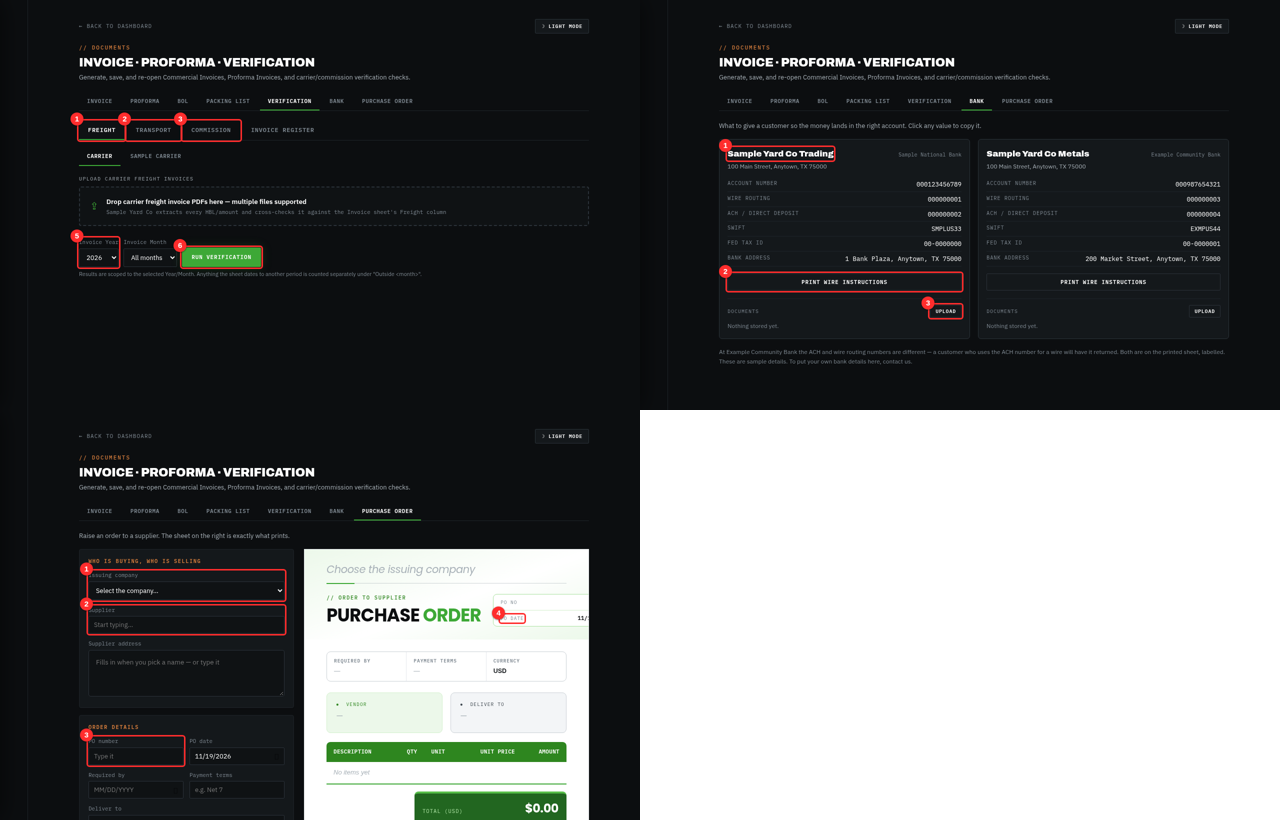 ← BACK TO DASHBOARD
☽ LIGHT MODE
// DOCUMENTS
INVOICE · PROFORMA · VERIFICATION
Generate, save, and re-open Commercial Invoices, Proforma Invoices, and carrier/commission verification checks.
INVOICE PROFORMA BOL PACKING LIST VERIFICATION BANK PURCHASE ORDER
1 2 3
FREIGHT TRANSPORT COMMISSION INVOICE REGISTER
CARRIER SAMPLE CARRIER
UPLOAD CARRIER FREIGHT INVOICES
Drop carrier freight invoice PDFs here — multiple files supported
Sample Yard Co extracts every MBL/amount and cross-checks it against the Invoice sheet's Freight column
5 6
Invoice Year Invoice Month
2026 All months RUN VERIFICATION
Results are scoped to the selected Year/Month. Anything the sheet dates to another period is counted separately under "Outside <month>".
← BACK TO DASHBOARD
☽ LIGHT MODE
// DOCUMENTS
INVOICE · PROFORMA · VERIFICATION
Generate, save, and re-open Commercial Invoices, Proforma Invoices, and carrier/commission verification checks.
INVOICE PROFORMA BOL PACKING LIST VERIFICATION BANK PURCHASE ORDER
What to give a customer so the money lands in the right account. Click any value to copy it.
1
Sample Yard Co Trading Sample National Bank
100 Main Street, Anytown, TX 75000
ACCOUNT NUMBER 000123456789
WIRE ROUTING 000000001
ACH / DIRECT DEPOSIT 000000002
SWIFT SMPLUS33
FED TAX ID 00-0000000
BANK ADDRESS 1 Bank Plaza, Anytown, TX 75000
2
PRINT WIRE INSTRUCTIONS
3
DOCUMENTS UPLOAD
Nothing stored yet.
Sample Yard Co Metals Example Community Bank
100 Main Street, Anytown, TX 75000
ACCOUNT NUMBER 000987654321
WIRE ROUTING 000000003
ACH / DIRECT DEPOSIT 000000004
SWIFT EXMPUS44
FED TAX ID 00-0000001
BANK ADDRESS 200 Market Street, Anytown, TX 75000
PRINT WIRE INSTRUCTIONS
DOCUMENTS UPLOAD
Nothing stored yet.
At Example Community Bank the ACH and wire routing numbers are different — a customer who uses the ACH number for a wire will have it returned. Both are on the printed sheet, labelled.
These are sample details. To put your own bank details here, contact us.
← BACK TO DASHBOARD
☽ LIGHT MODE
// DOCUMENTS
INVOICE · PROFORMA · VERIFICATION
Generate, save, and re-open Commercial Invoices, Proforma Invoices, and carrier/commission verification checks.
INVOICE PROFORMA BOL PACKING LIST VERIFICATION BANK PURCHASE ORDER
Raise an order to a supplier. The sheet on the right is exactly what prints.
WHO IS BUYING, WHO IS SELLING
1
Issuing company
Select the company...
2
Supplier
Start typing...
Supplier address
Fills in when you pick a name — or type it
ORDER DETAILS
3
PO number PO date
Type it 11/19/2026
Required by Payment terms
MM/DD/YYYY e.g. Net 7
Deliver to
Choose the issuing company
// ORDER TO SUPPLIER
PURCHASE ORDER
PO NO
4
DATE 11/
REQUIRED BY PAYMENT TERMS CURRENCY
— — USD
• VENDOR
—
• DELIVER TO
—
DESCRIPTION QTY UNIT UNIT PRICE AMOUNT
No items yet
TOTAL (USD) $0.00